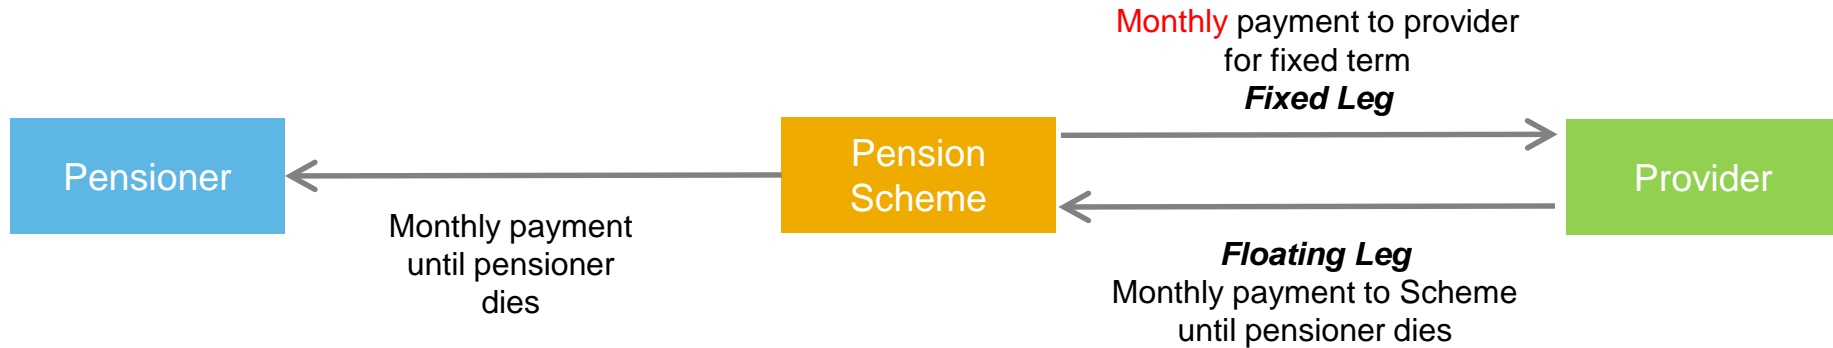 Monthly payment to provider
for fixed term
Fixed Leg
Pensioner
Pension
Scheme
Provider
Monthly payment
until pensioner
dies
Floating Leg
Monthly payment to Scheme
until pensioner dies